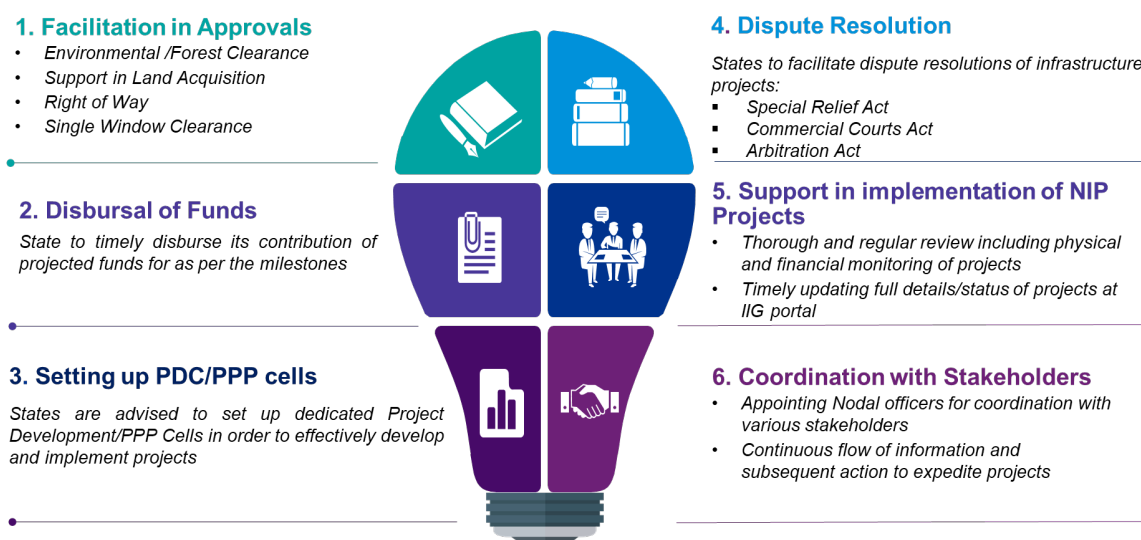 1. Facilitation in Approvals
• Environmental /Forest Clearance
• Support in Land Acquisition
• Right of Way
• Single Window Clearance
2. Disbursal of Funds
State to timely disburse its contribution of
projected funds for as per the milestones
3. Setting up PDC/PPP cells
States are advised to set up dedicated Project
Development/PPP Cells in order to effectively develop
and implement projects
4. Dispute Resolution
States to facilitate dispute resolutions of infrastructure
projects:
▪ Special Relief Act
▪ Commercial Courts Act
▪ Arbitration Act
5. Support in implementation of NIP
Projects
• Thorough and regular review including physical
and financial monitoring of projects
• Timely updating full details/status of projects at
IIG portal
6. Coordination with Stakeholders
• Appointing Nodal officers for coordination with
various stakeholders
• Continuous flow of information and
subsequent action to expedite projects